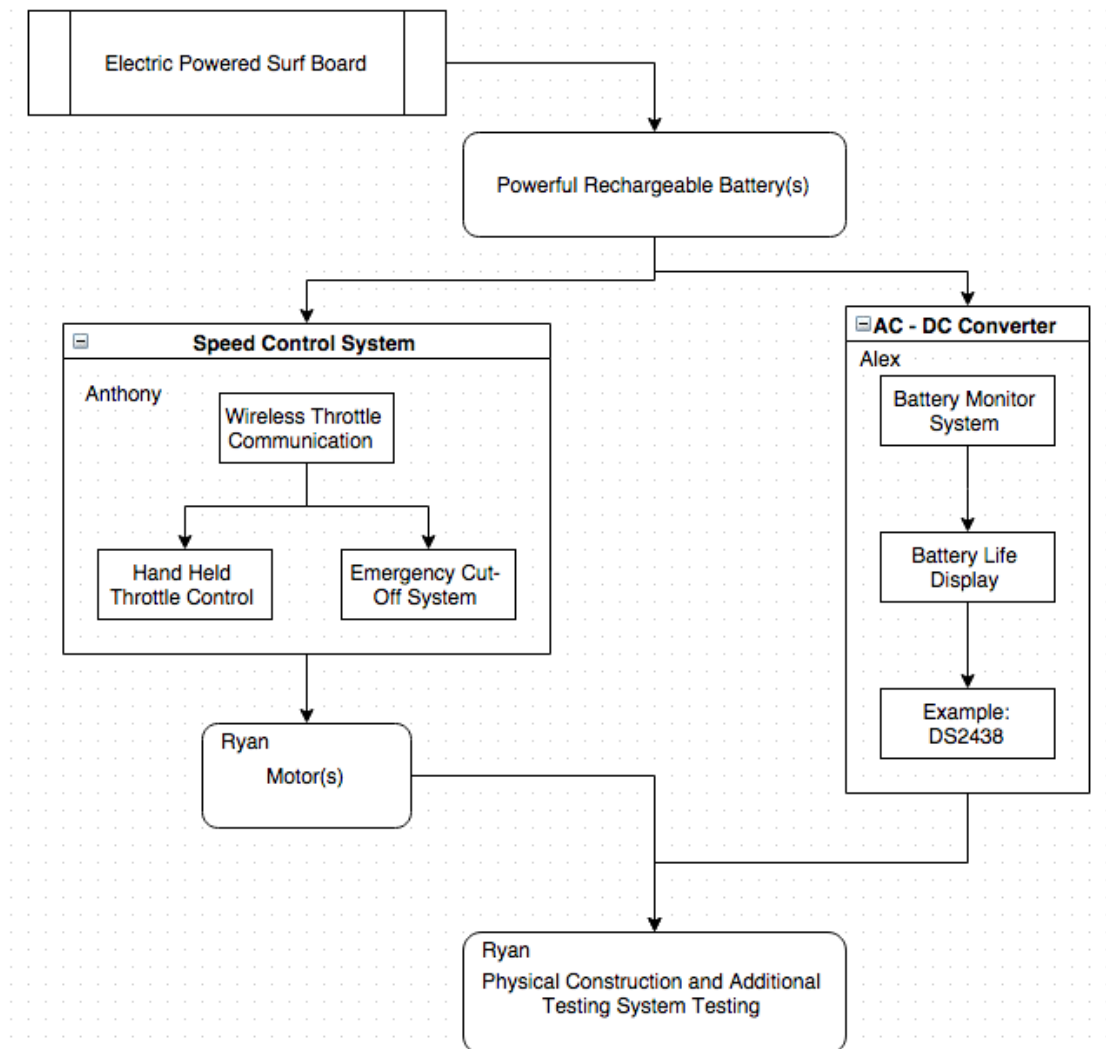 Electric Powered Surf Board
Powerful Rechargeable Battery(s)
Speed Control System
Anthony
Wireless Throttle
Communication
Hand Held
Throttle Control
Emergency Cut-
Off System
AC - DC Converter
Alex
Battery Monitor
System
Battery Life
Display
Example:
DS2438
Ryan
Motor(s)
Ryan
Physical Construction and Additional
Testing System Testing